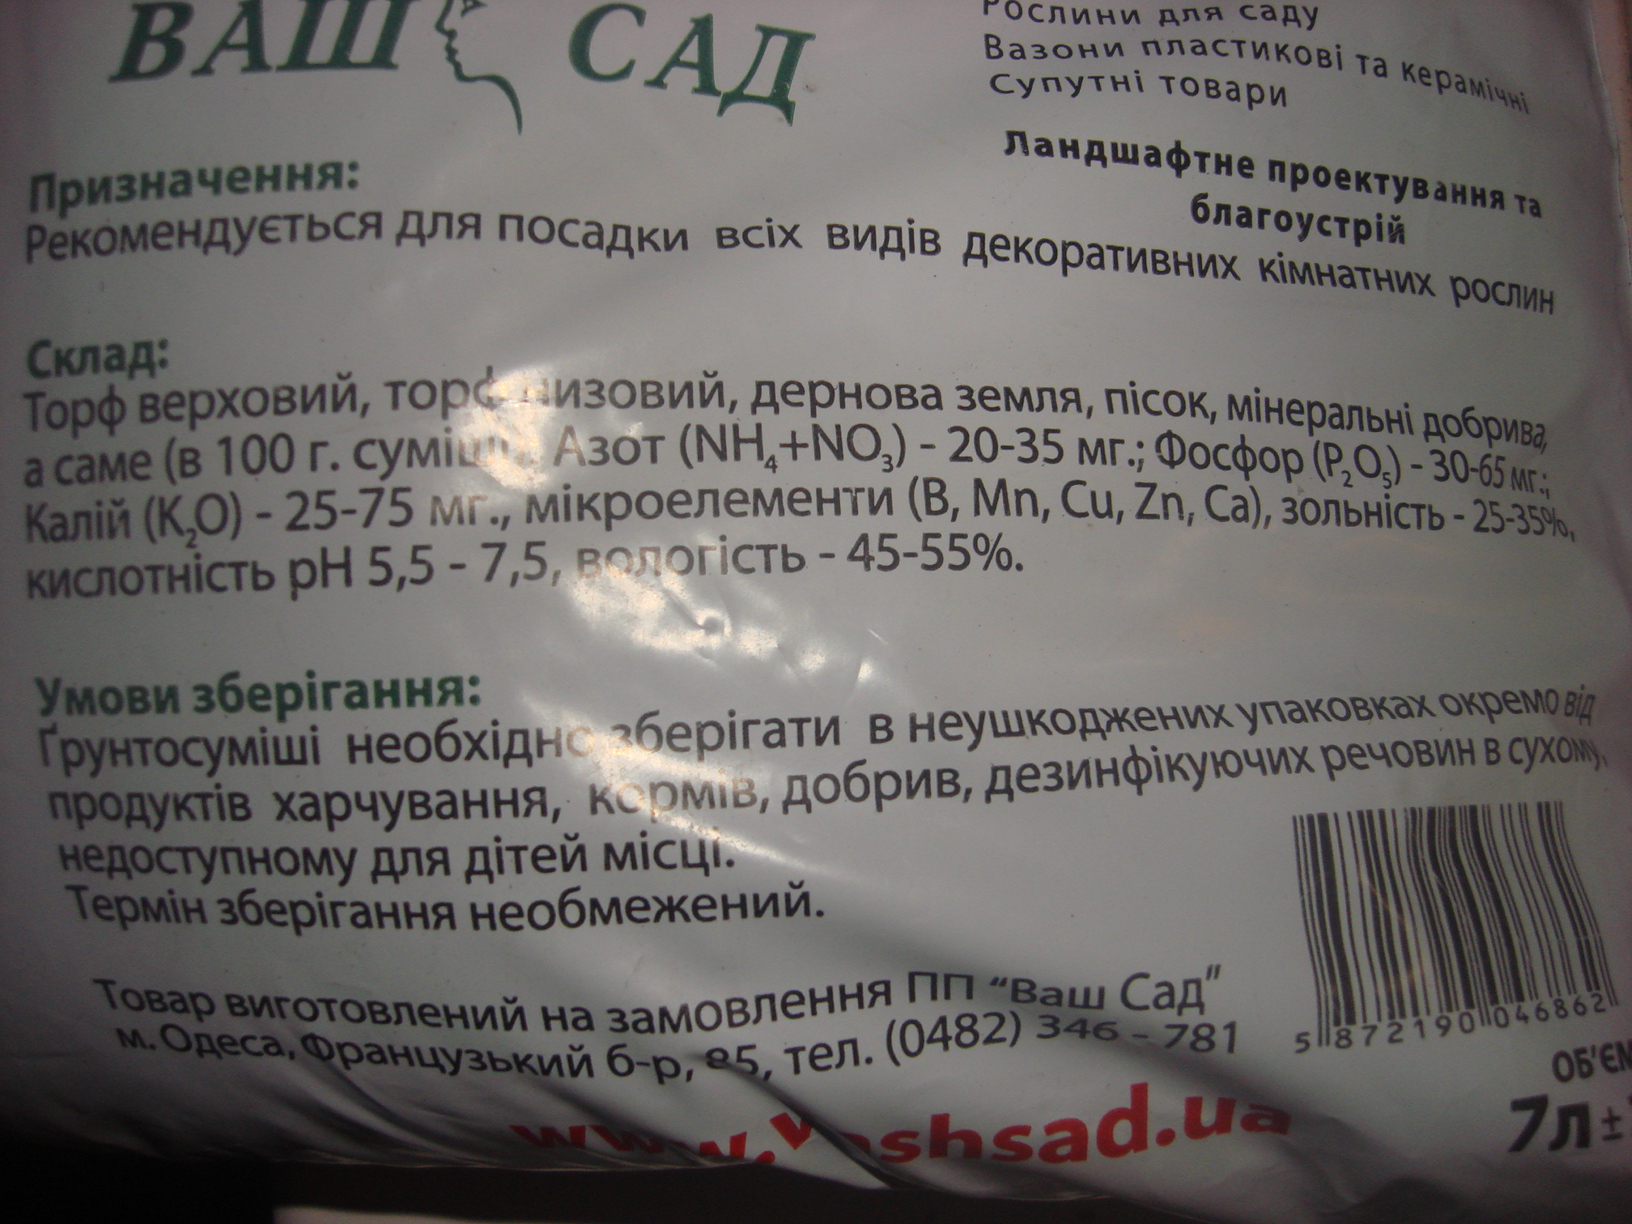 ВАШ САД
Рослини для саду
Вазони пластикові та керамічні
Супутні товари
Ландшафтне проектування та
благоустрій
Призначення:
Рекомендується для посадки всіх видів декоративних кімнатних рослин
Склад:
Торф верховий, торф низовий, дернова земля, пісок, мінеральні добрива,
а саме (в 100 г. суміші). Азот (NH₄+NO₃) - 20-35 мг.; Фосфор (P₂O₅) - 30-65 мг.;
Калій (K₂O) - 25-75 мг., мікроелементи (B, Mn, Cu, Zn, Ca), зольність - 25-35%,
кислотність pH 5,5 - 7,5, вологість - 45-55%.
Умови зберігання:
Ґрунтосуміші необхідно зберігати в неушкоджених упаковках окремо від
продуктів харчування, кормів, добрив, дезинфікуючих речовин в сухому,
недоступному для дітей місці.
Термін зберігання необмежений.
Товар виготовлений на замовлення ПП “Ваш Сад”
м. Одеса, Французький б-р, 85, тел. (0482) 346 - 781
5 872190 046862
www.Vashsad.ua
ОБ'ЄМ
7л ±